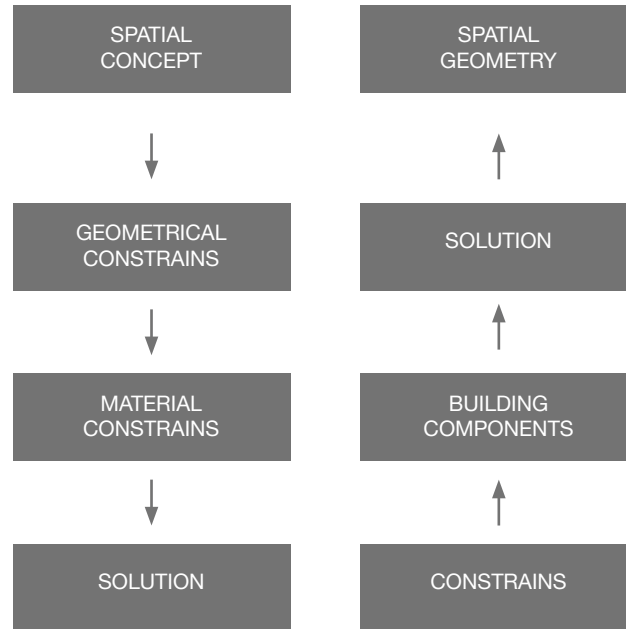 SPATIAL
CONCEPT
GEOMETRICAL
CONSTRAINS
MATERIAL
CONSTRAINS
SOLUTION
SPATIAL
GEOMETRY
SOLUTION
BUILDING
COMPONENTS
CONSTRAINS